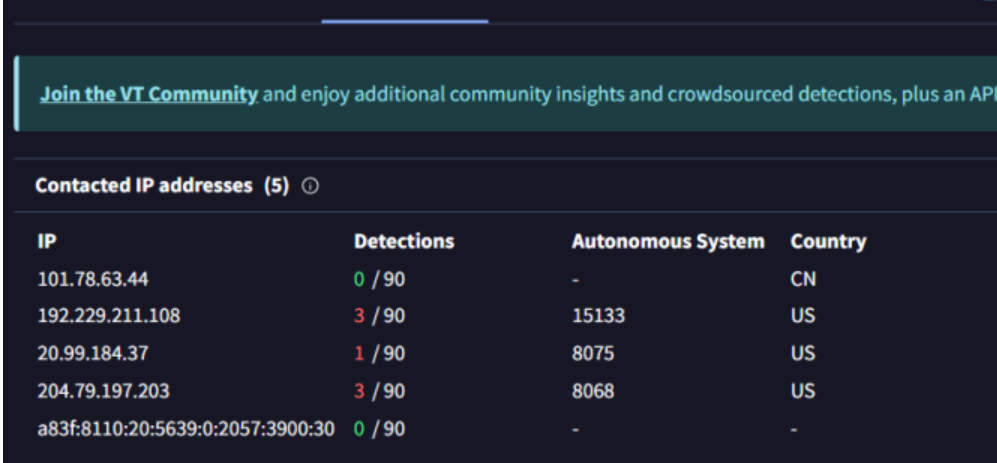 Join the VT Community and enjoy additional community insights and crowdsourced detections, plus an API
Contacted IP addresses (5)
IP Detections Autonomous System Country
101.78.63.44 0 / 90 - CN
192.229.211.108 3 / 90 15133 US
20.99.184.37 1 / 90 8075 US
204.79.197.203 3 / 90 8068 US
a83f:8110:20:5639:0:2057:3900:30 0 / 90 - -